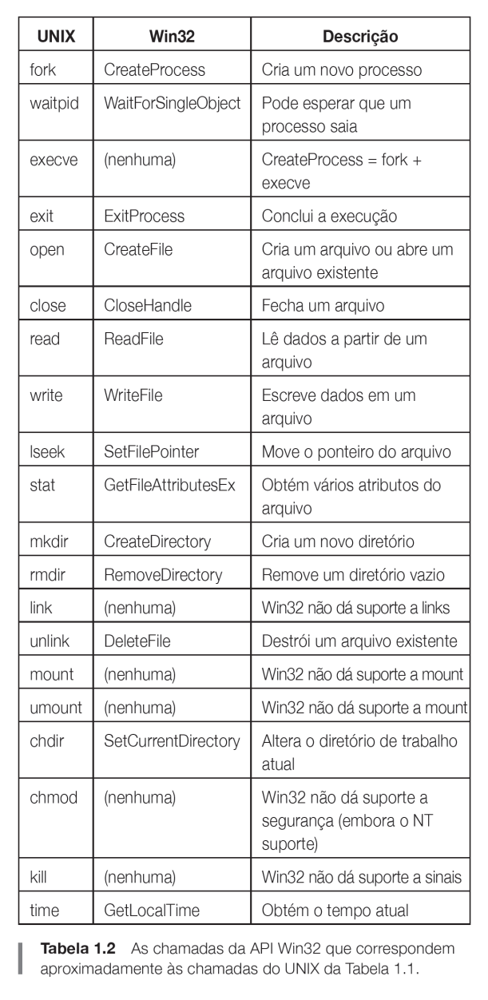 UNIX Win32 Descrição
fork CreateProcess Cria um novo processo
waitpid WaitForSingleObject Pode esperar que um
processo saia
execve (nenhuma) CreateProcess = fork +
execve
exit ExitProcess Conclui a execução
open CreateFile Cria um arquivo ou abre um
arquivo existente
close CloseHandle Fecha um arquivo
read ReadFile Lê dados a partir de um
arquivo
write WriteFile Escreve dados em um
arquivo
lseek SetFilePointer Move o ponteiro do arquivo
stat GetFileAttributesEx Obtém vários atributos do
arquivo
mkdir CreateDirectory Cria um novo diretório
rmdir RemoveDirectory Remove um diretório vazio
link (nenhuma) Win32 não dá suporte a links
unlink DeleteFile Destrói um arquivo existente
mount (nenhuma) Win32 não dá suporte a mount
umount (nenhuma) Win32 não dá suporte a mount
chdir SetCurrentDirectory Altera o diretório de trabalho
atual
chmod (nenhuma) Win32 não dá suporte a
segurança (embora o NT
suporte)
kill (nenhuma) Win32 não dá suporte a sinais
time GetLocalTime Obtém o tempo atual
Tabela 1.2 As chamadas da API Win32 que correspondem
aproximadamente às chamadas do UNIX da Tabela 1.1.